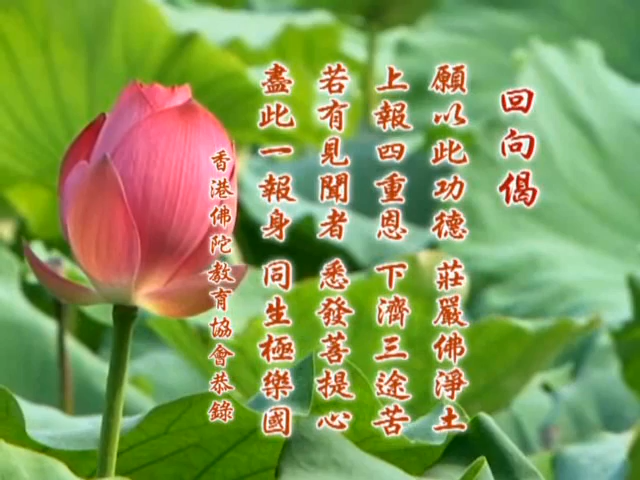 回向偈
願以此功德 莊嚴佛淨土
上報四重恩 下濟三途苦
若有見聞者 悉發菩提心
盡此一報身 同生極樂國
香港佛陀教育協會恭錄